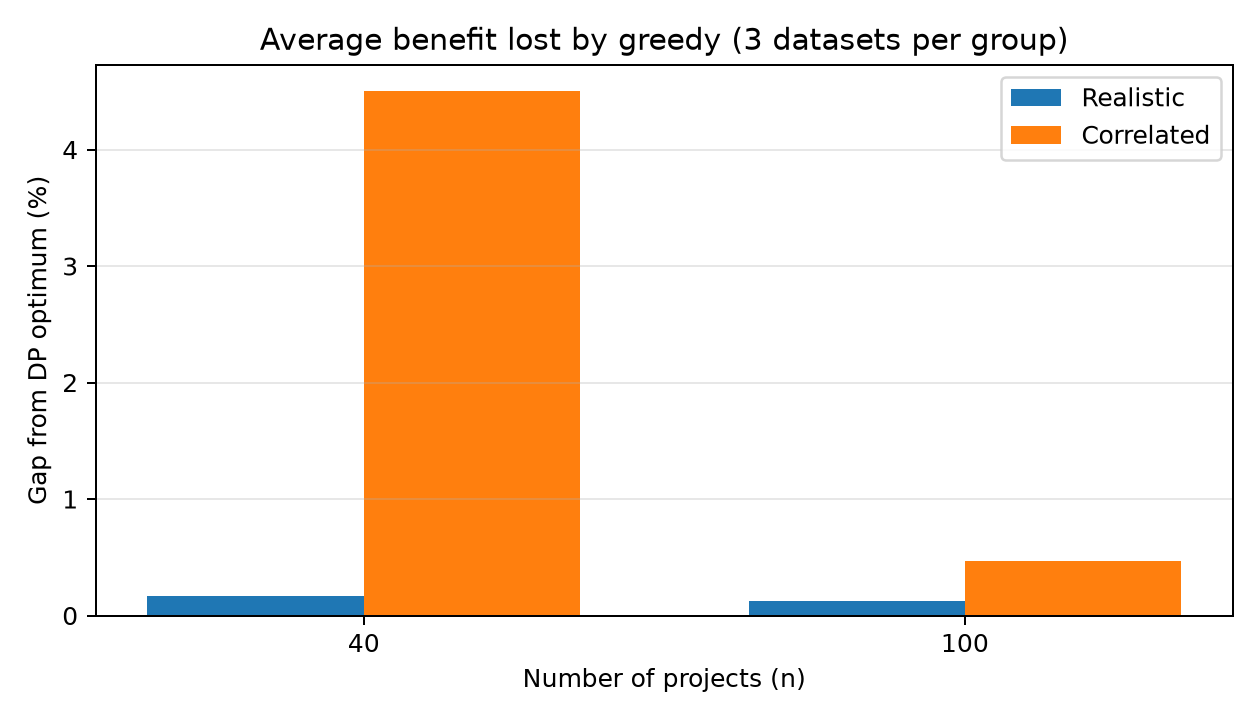 Average benefit lost by greedy (3 datasets per group)
Realistic
Correlated
Gap from DP optimum (%)
4
3
2
1
0
40
100
Number of projects (n)